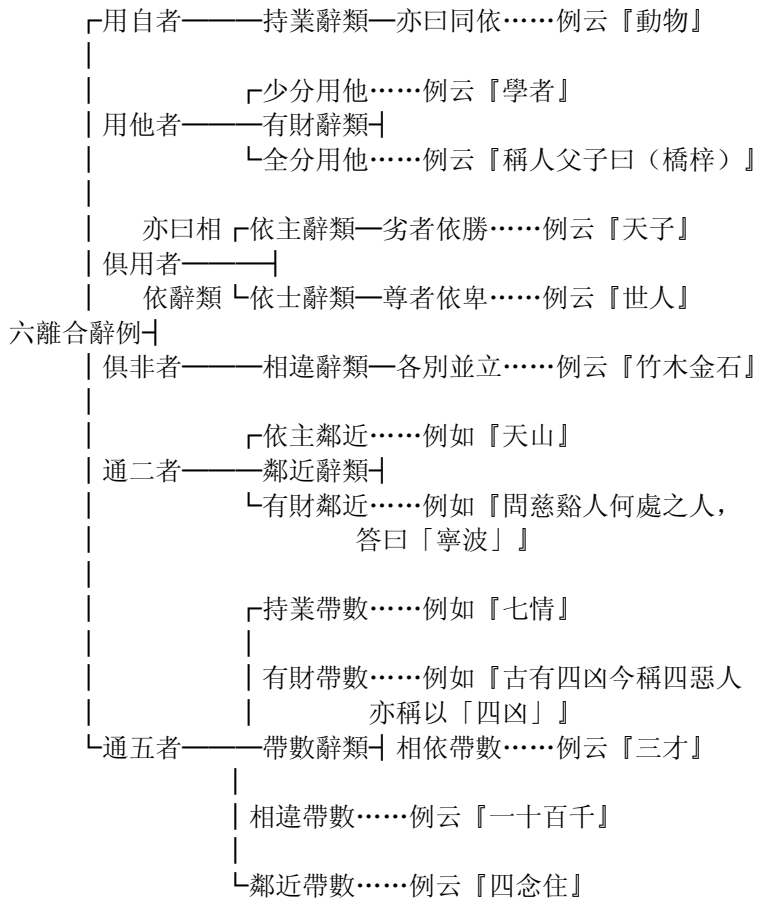 ┌用自者———持業辭類—亦曰同依……例云『動物』
│
│ ┌少分用他……例云『學者』
│用他者———有財辭類┤
│ └全分用他……例云『稱人父子曰（橋梓）』
│
│ 亦曰相┌依主辭類—劣者依勝……例云『天子』
│俱用者———┤
│ 依辭類└依士辭類—尊者依卑……例云『世人』
六離合辭例┤
│俱非者———相違辭類—各別並立……例云『竹木金石』
│
│ ┌依主鄰近……例如『天山』
│通二者———鄰近辭類┤
│ └有財鄰近……例如『問慈谿人何處之人，
│ 答曰「寧波」』
│
│ ┌持業帶數……例如『七情』
│ │
│ │有財帶數……例如『古有四凶今稱四惡人
│ │ 亦稱以「四凶」』
└通五者———帶數辭類┤相依帶數……例云『三才』
│
│相違帶數……例云『一十百千』
│
└鄰近帶數……例云『四念住』